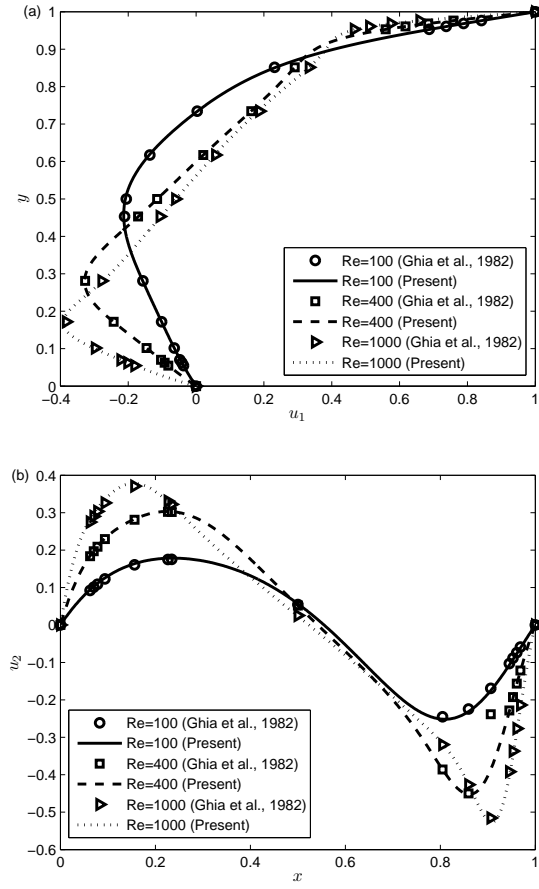 (a)
1
0.9
0.8
0.7
0.6
0.5
0.4
0.3
0.2
0.1
0
y
Re=100 (Ghia et al., 1982)
Re=100 (Present)
Re=400 (Ghia et al., 1982)
Re=400 (Present)
Re=1000 (Ghia et al., 1982)
Re=1000 (Present)
−0.4 −0.2 0 0.2 0.4 0.6 0.8 1
u₁
(b)
0.4
0.3
0.2
0.1
0
−0.1
−0.2
−0.3
−0.4
−0.5
−0.6
u₂
Re=100 (Ghia et al., 1982)
Re=100 (Present)
Re=400 (Ghia et al., 1982)
Re=400 (Present)
Re=1000 (Ghia et al., 1982)
Re=1000 (Present)
0 0.2 0.4 0.6 0.8 1
x